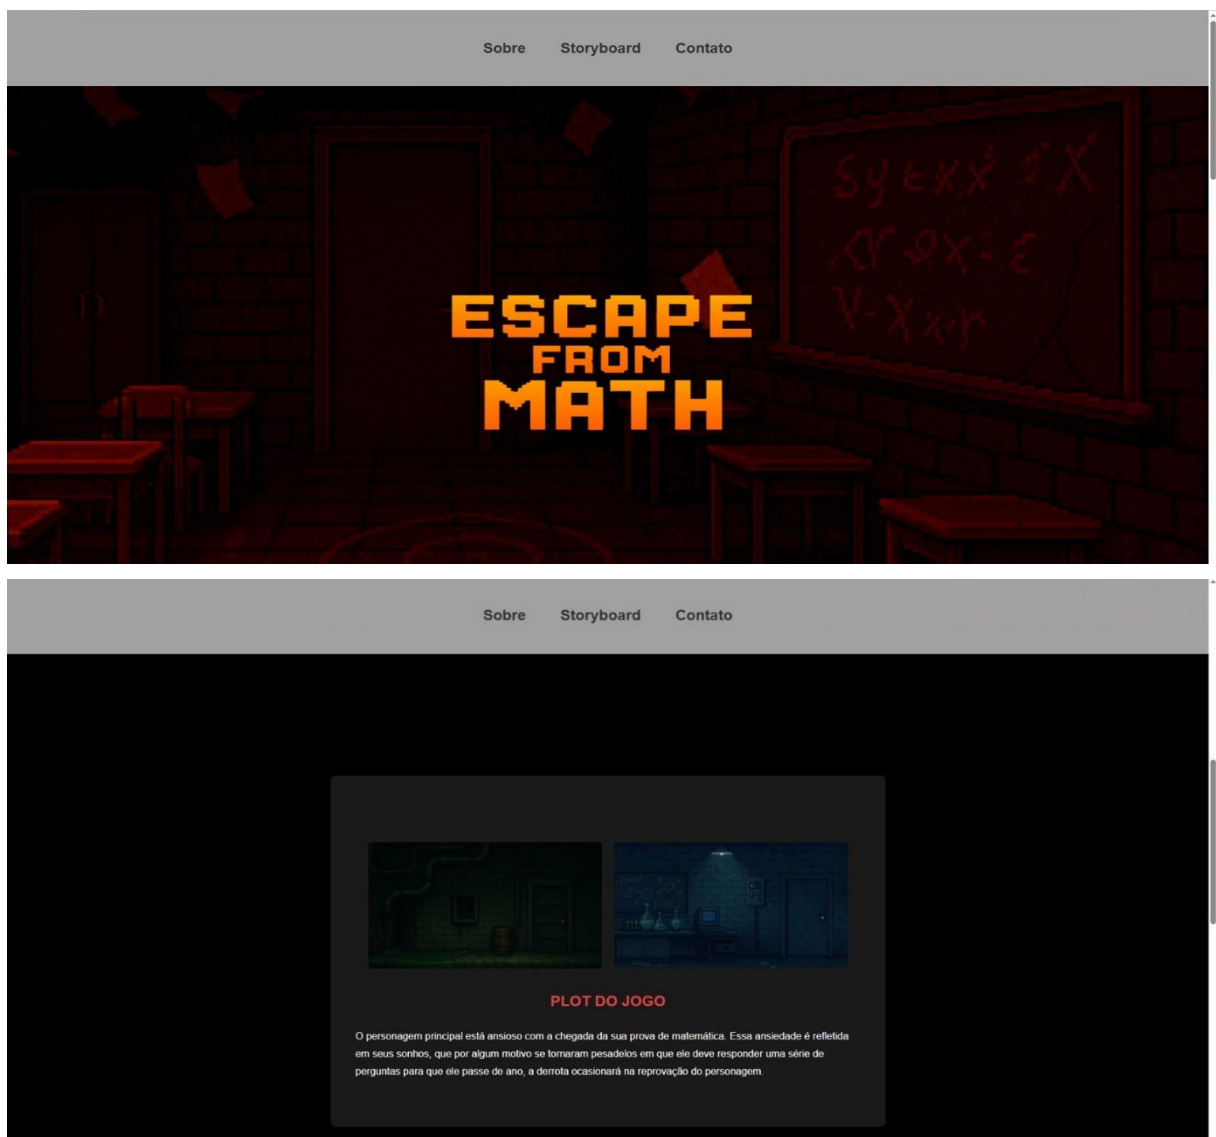 Sobre Storyboard Contato
ESCAPE
FROM
MATH
Sobre Storyboard Contato
PLOT DO JOGO
O personagem principal está ansioso com a chegada da sua prova de matemática. Essa ansiedade é refletida
em seus sonhos, que por algum motivo se tornaram pesadelos em que ele deve responder uma série de
perguntas para que ele passe de ano, a derrota ocasionará na reprovação do personagem.